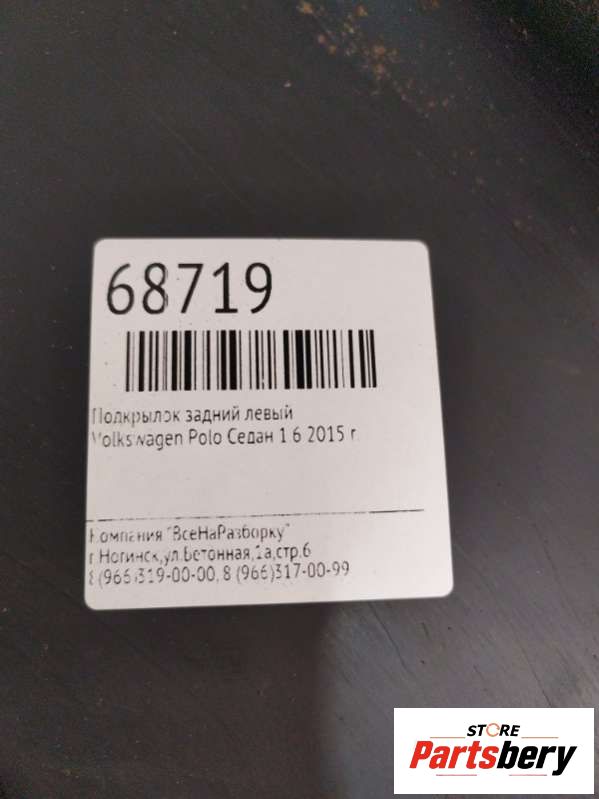 68719
Подкрылок задний левый
Volkswagen Polo Седан 1.6 2015 г.
Компания "ВсеНаРазборку"
г.Ногинск,ул.Бетонная,1а,стр.6
8 (966)319-00-00, 8 (966)317-00-99
STORE
Partsbery